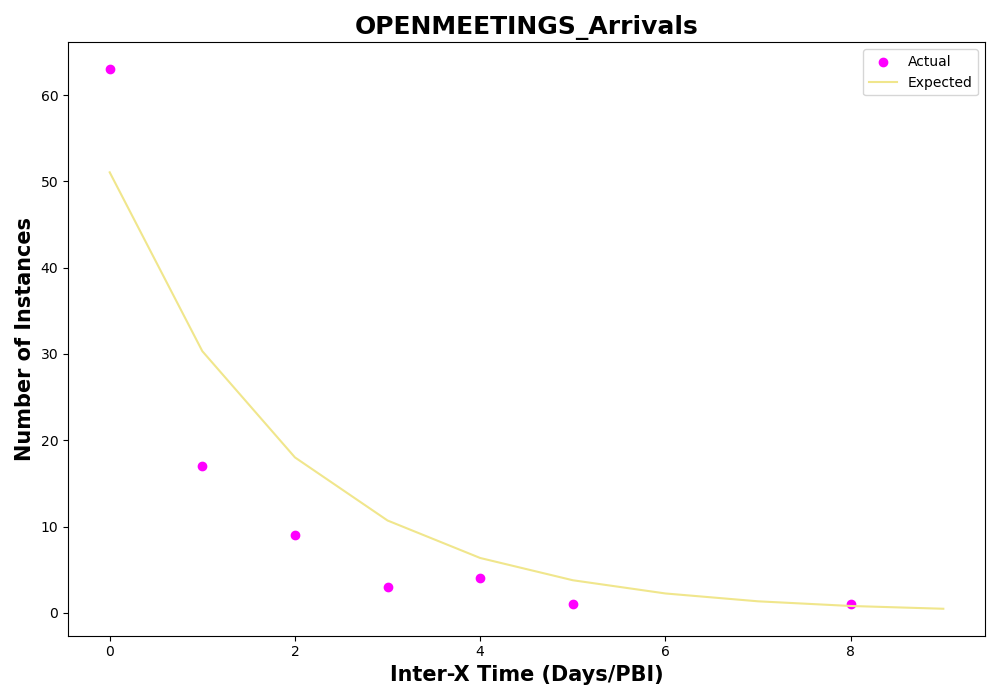 OPENMEETINGS_Arrivals
Actual
Expected
Number of Instances
60
50
40
30
20
10
0
0 2 4 6 8
Inter-X Time (Days/PBI)